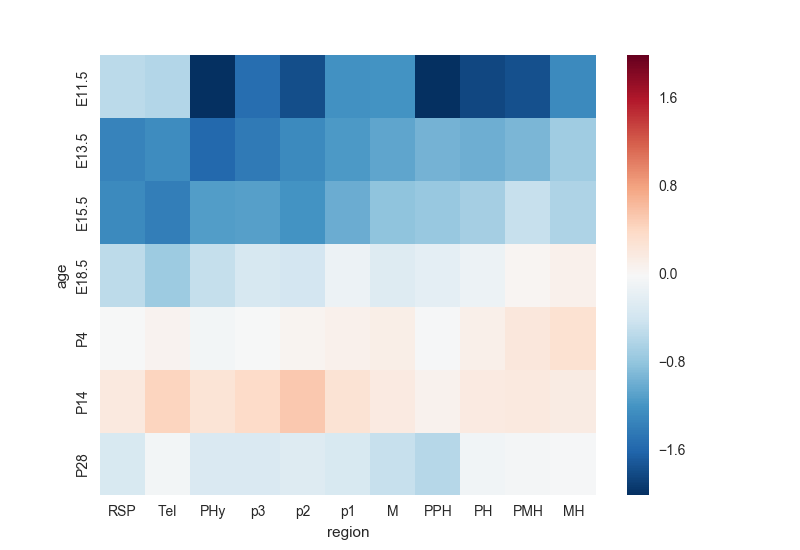 age
E11.5
E13.5
E15.5
E18.5
P4
P14
P28
RSP Tel PHy p3 p2 p1 M PPH PH PMH MH
region
1.6
0.8
0.0
−0.8
−1.6